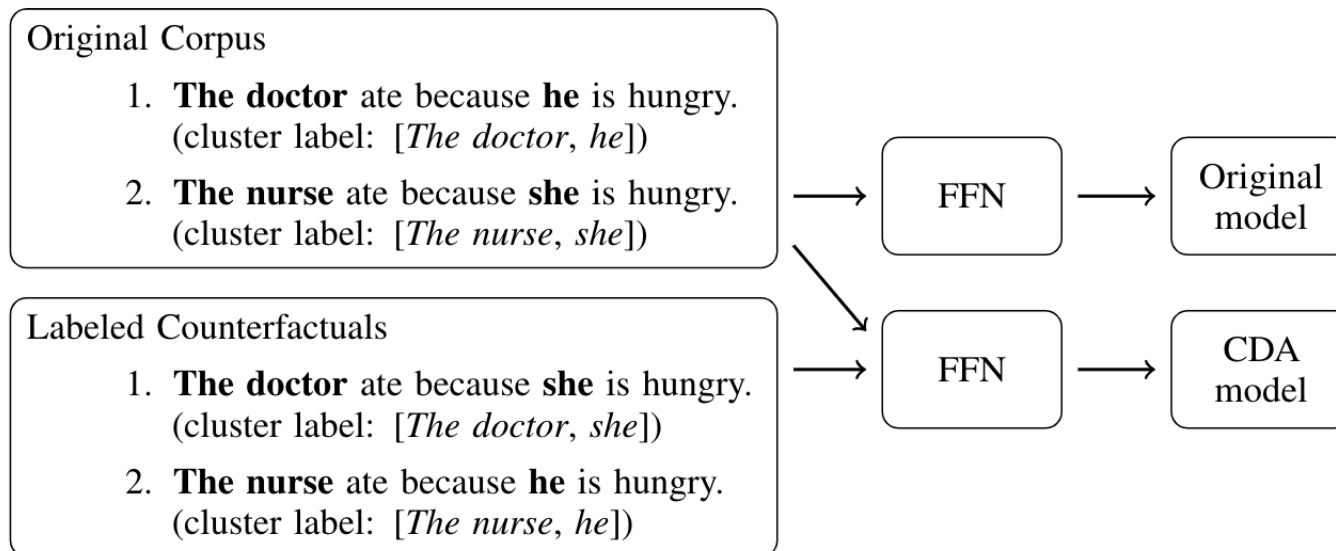 Original Corpus
1. The doctor ate because he is hungry.
(cluster label: [The doctor, he])
2. The nurse ate because she is hungry.
(cluster label: [The nurse, she])
FFN
Original
model
Labeled Counterfactuals
1. The doctor ate because she is hungry.
(cluster label: [The doctor, she])
2. The nurse ate because he is hungry.
(cluster label: [The nurse, he])
FFN
CDA
model